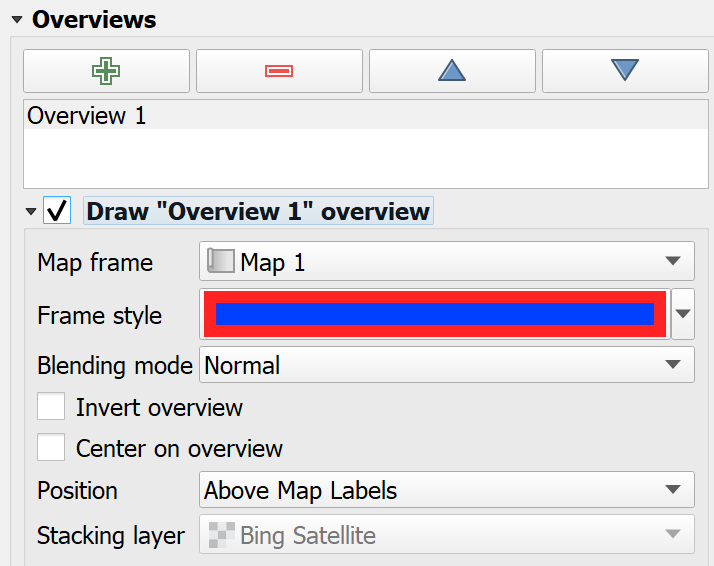 Overviews
Overview 1
Draw "Overview 1" overview
Map frame Map 1
Frame style
Blending mode Normal
Invert overview
Center on overview
Position Above Map Labels
Stacking layer Bing Satellite